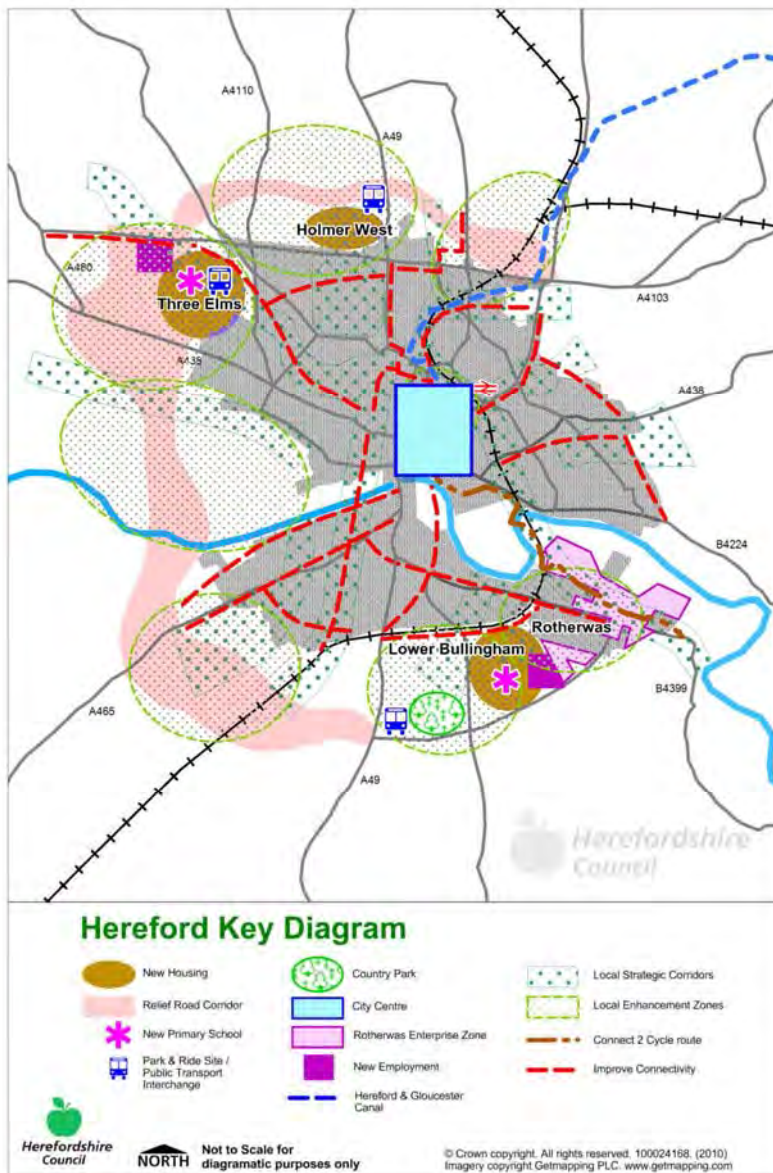 A4110
A49
Holmer West
A480
Three Elms
A4103
A438
A438
B4224
Rotherwas
Lower Bullingham
B4399
A465
A49
Herefordshire
Council
Hereford Key Diagram
New Housing
Relief Road Corridor
New Primary School
Park & Ride Site /
Public Transport
Interchange
Country Park
City Centre
Rotherwas Enterprise Zone
New Employment
Hereford & Gloucester
Canal
Local Strategic Corridors
Local Enhancement Zones
Connect 2 Cycle route
Improve Connectivity
Herefordshire
Council
NORTH
Not to Scale for
diagramatic purposes only
© Crown copyright. All rights reserved. 100024168. (2010)
Imagery copyright Getmapping PLC. www.getmapping.com